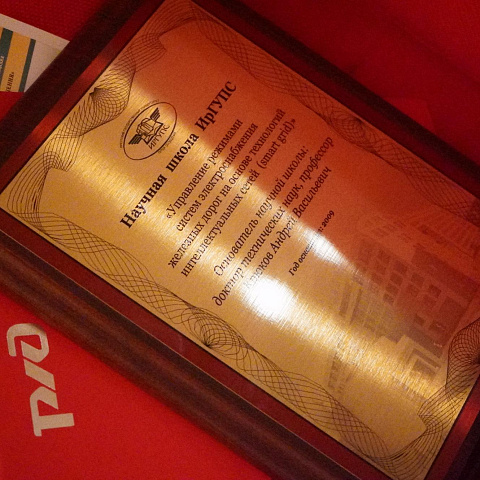 ИрГУПС
Научная школа ИрГУПС
«Управление режимами
систем электроснабжения
железных дорог на основе технологий
интеллектуальных сетей (smart grid)»
Основатель научной школы:
доктор технических наук, профессор
Андрей Васильевич
Год 2009
РЖД